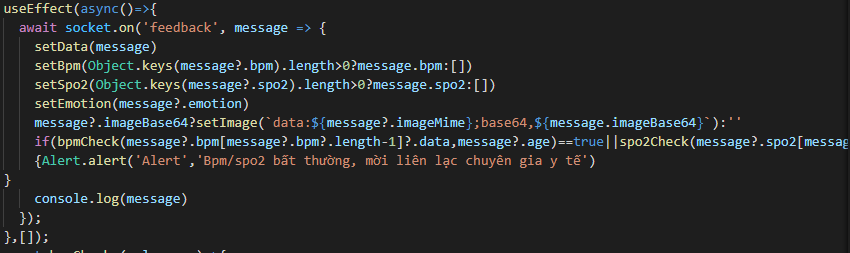 useEffect(async()=>{
await socket.on('feedback', message => {
setData(message)
setBpm(Object.keys(message?.bpm).length>0?message.bpm:[])
setSpo2(Object.keys(message?.spo2).length>0?message.spo2:[])
setEmotion(message?.emotion)
message?.imageBase64?setImage(`data:${message?.imageMime};base64,${message.imageBase64}`):''
if(bpmCheck(message?.bpm[message?.bpm?.length-1]?.data,message?.age)==true||spo2Check(message?.spo2[messag
{Alert.alert('Alert','Bpm/spo2 bất thường, mời liên lạc chuyên gia y tế')
}
console.log(message)
});
},[]);